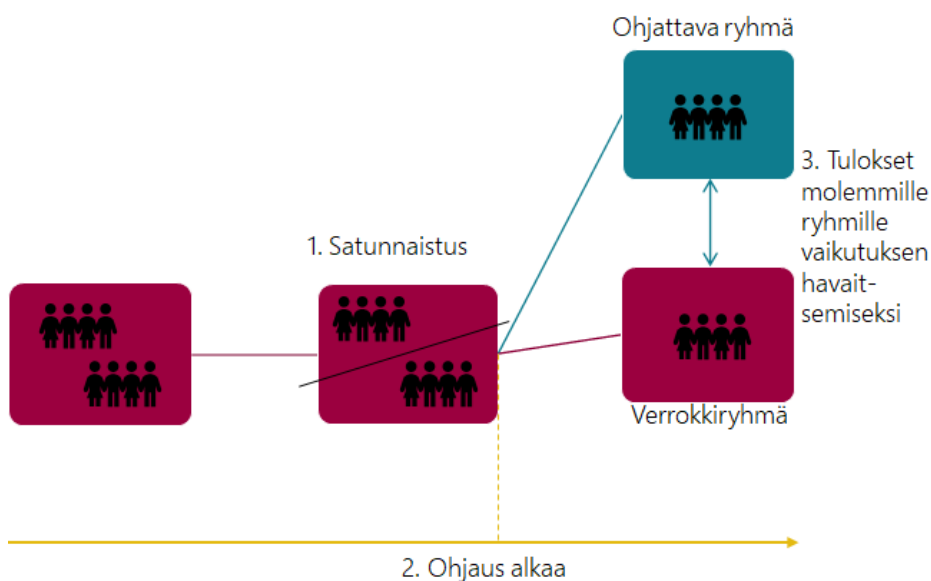 Ohjattava ryhmä
1. Satunnaistus
3. Tulokset
molemmille
ryhmille
vaikutuksen
havait-
semiseksi
Verrokkiryhmä
2. Ohjaus alkaa